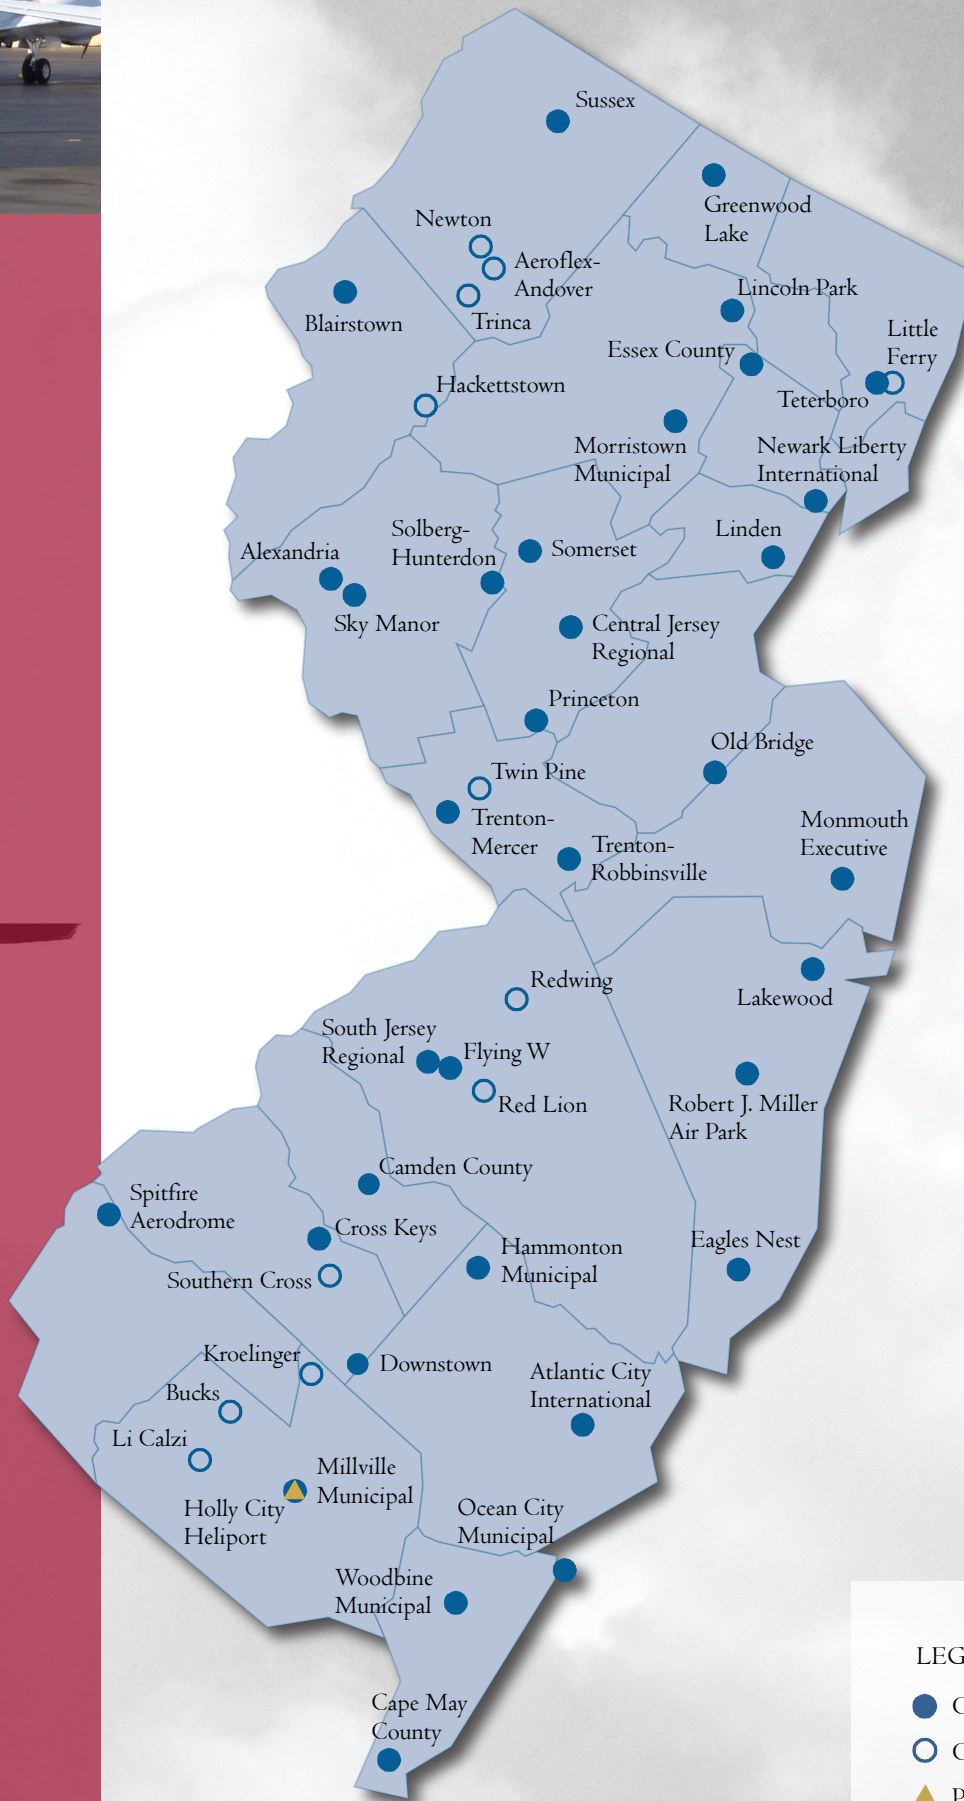 Sussex
Greenwood
Lake
Newton
Aeroflex-
Andover
Trinca
Blairstown
Lincoln Park
Little
Ferry
Essex County
Teterboro
Hackettstown
Morristown
Municipal
Newark Liberty
International
Linden
Solberg-
Hunterdon
Somerset
Alexandria
Sky Manor
Central Jersey
Regional
Princeton
Old Bridge
Twin Pine
Trenton-
Mercer
Monmouth
Executive
Trenton-
Robbinsville
Redwing
Lakewood
South Jersey
Regional
Flying W
Red Lion
Robert J. Miller
Air Park
Camden County
Spitfire
Aerodrome
Cross Keys
Hammonton
Municipal
Eagles Nest
Southern Cross
Kroelinger
Downstown
Atlantic City
International
Bucks
Li Calzi
Millville
Municipal
Holly City
Heliport
Ocean City
Municipal
Woodbine
Municipal
Cape May
County
LEG